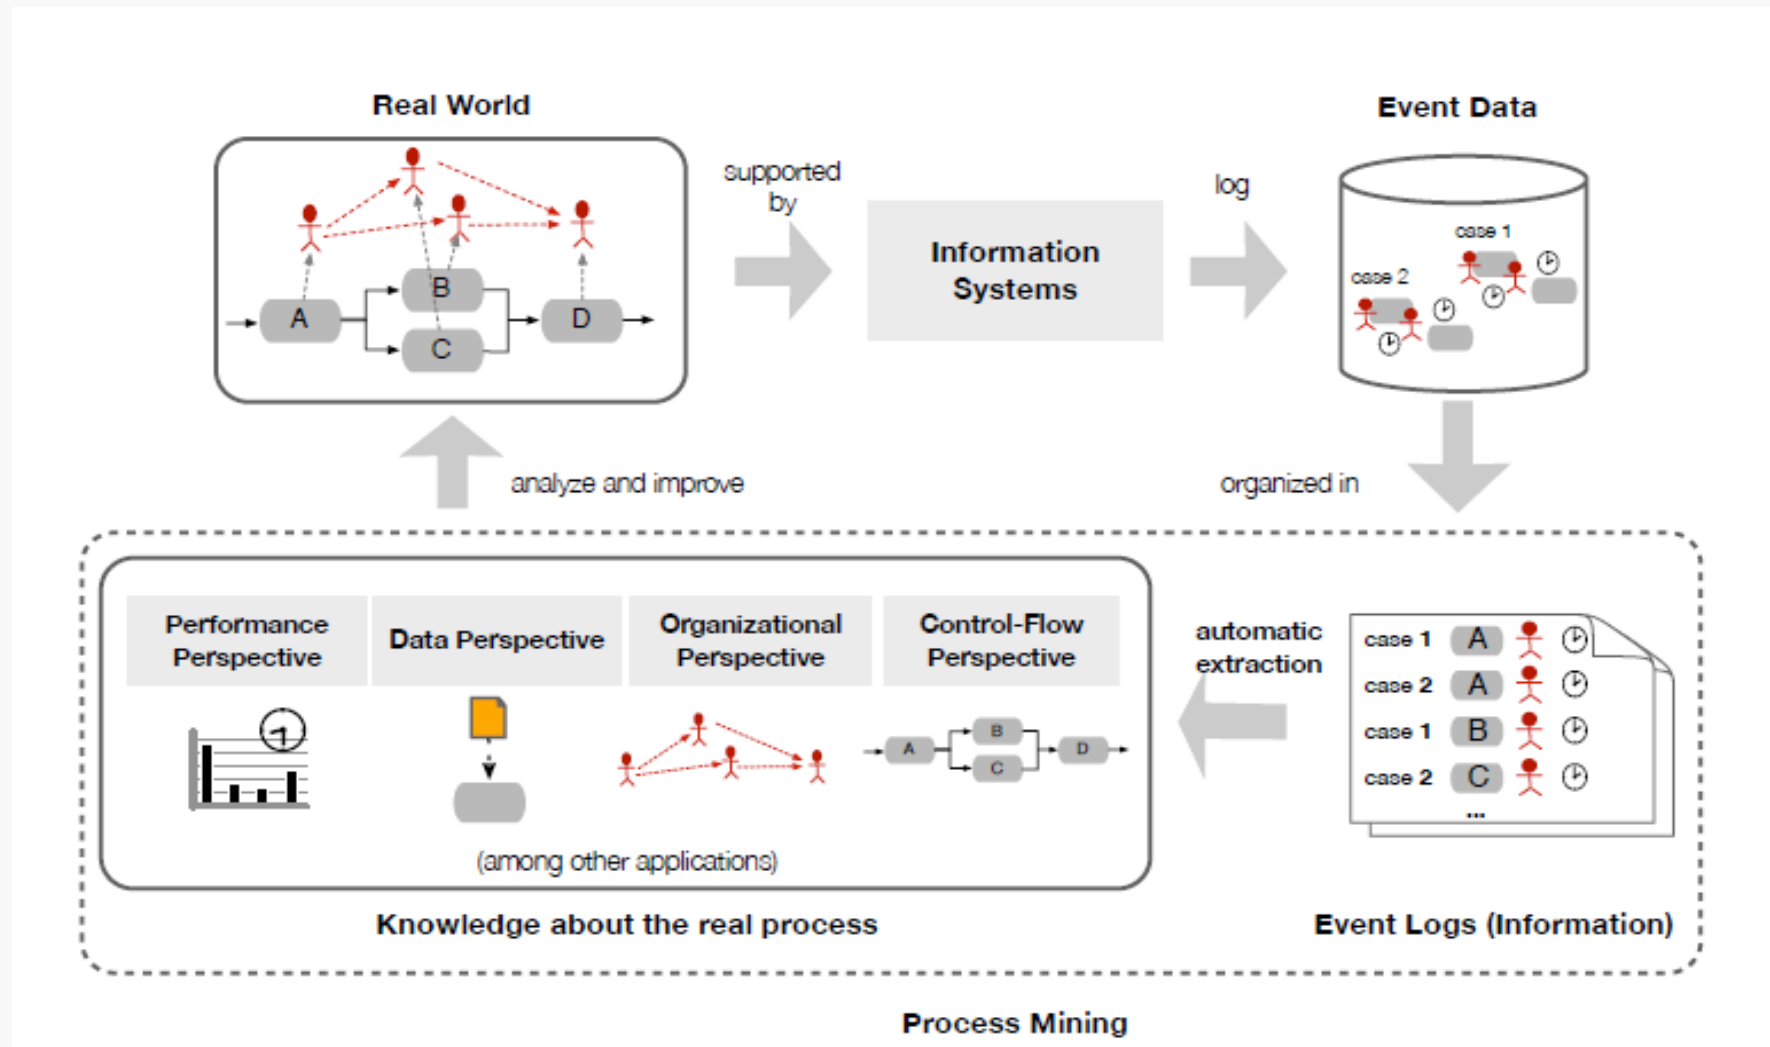 Real World
Event Data
supported
by
log
Information
Systems
case 1
case 2
B
A
D
C
analyze and improve
organized in
Performance
Perspective
Data Perspective
Organizational
Perspective
Control-Flow
Perspective
automatic
extraction
case 1 A
case 2 A
case 1 B
case 2 C
...
B
A
D
C
(among other applications)
Knowledge about the real process
Event Logs (Information)
Process Mining